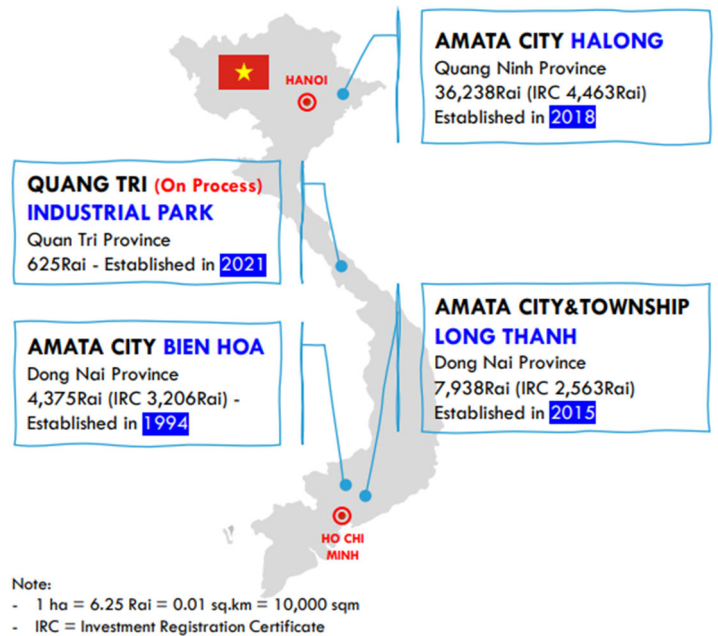 HANOI
AMATA CITY HALONG
Quang Ninh Province
36,238Rai (IRC 4,463Rai)
Established in 2018
QUANG TRI (On Process)
INDUSTRIAL PARK
Quan Tri Province
625Rai - Established in 2021
AMATA CITY&TOWNSHIP
LONG THANH
Dong Nai Province
7,938Rai (IRC 2,563Rai)
Established in 2015
AMATA CITY BIEN HOA
Dong Nai Province
4,375Rai (IRC 3,206Rai) -
Established in 1994
HO CHI
MINH
Note:
- 1 ha = 6.25 Rai = 0.01 sq.km = 10,000 sqm
- IRC = Investment Registration Certificate